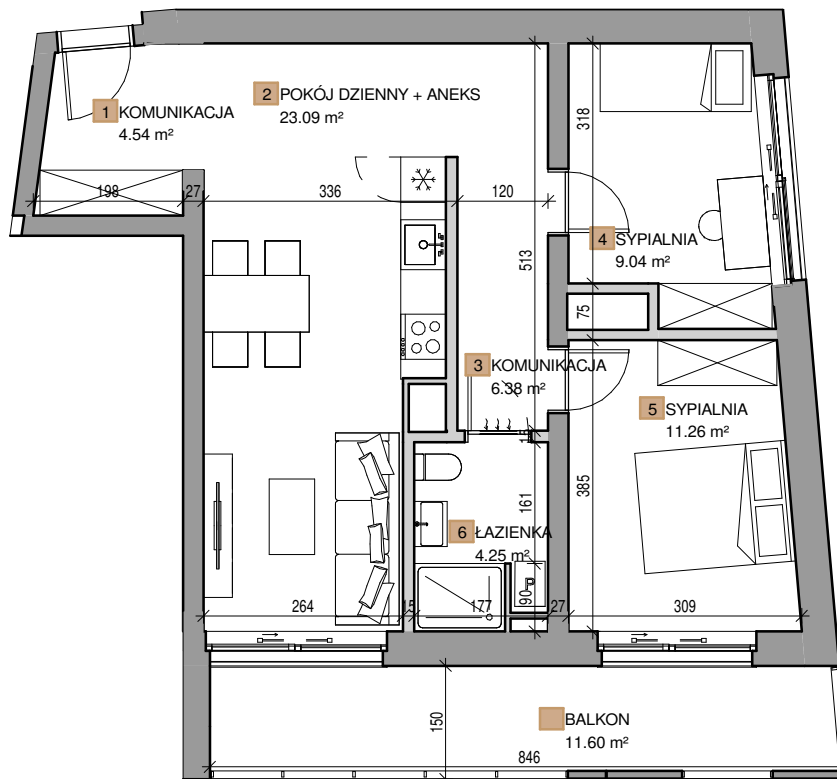 1 KOMUNIKACJA
4.54 m²
2 POKÓJ DZIENNY + ANEKS
23.09 m²
318
198
27
336
120
4 SYPIALNIA
9.04 m²
513
75
3 KOMUNIKACJA
6.38 m²
5 SYPIALNIA
11.26 m²
15
385
161
6 ŁAZIENKA
4.25 m²
90
264
15
177
27
309
BALKON
11.60 m²
150
846